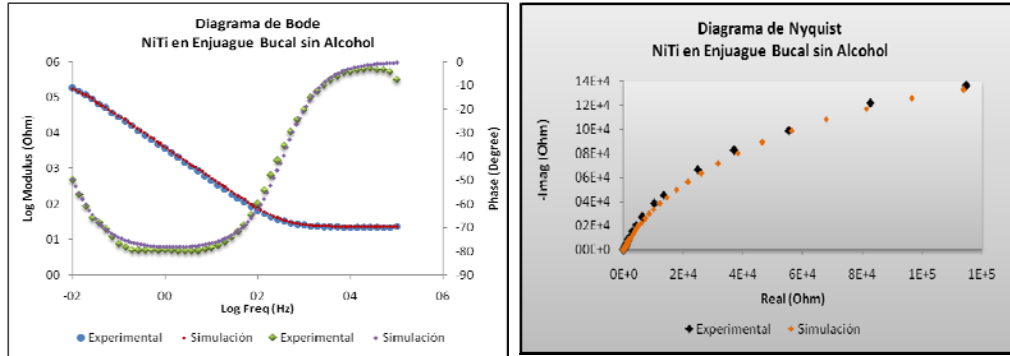 Diagrama de Bode
NiTi en Enjuague Bucal sin Alcohol
Log Modulus (Ohm)
06
05
04
03
02
01
00
Phase (Degree)
0
-10
-20
-30
-40
-50
-60
-70
-80
-90
-02
00
02
04
06
Log Freq (Hz)
Experimental
Simulación
Experimental
Simulación
Diagrama de Nyquist
NiTi en Enjuague Bucal sin Alcohol
-Imag (Ohm)
14E+4
12E+4
10E+4
08E+4
06E+4
04E+4
02E+4
00E+0
0E+0
2E+4
4E+4
6E+4
8E+4
1E+5
1E+5
Real (Ohm)
Experimental
Simulación